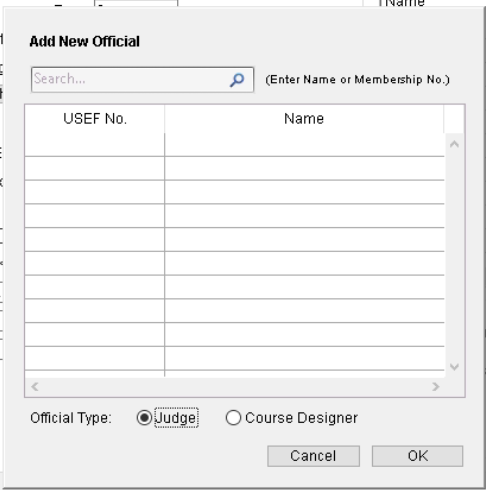 Name
Add New Official
Search...
(Enter Name or Membership No.)
USEF No. Name
Official Type: Judge Course Designer
Cancel OK